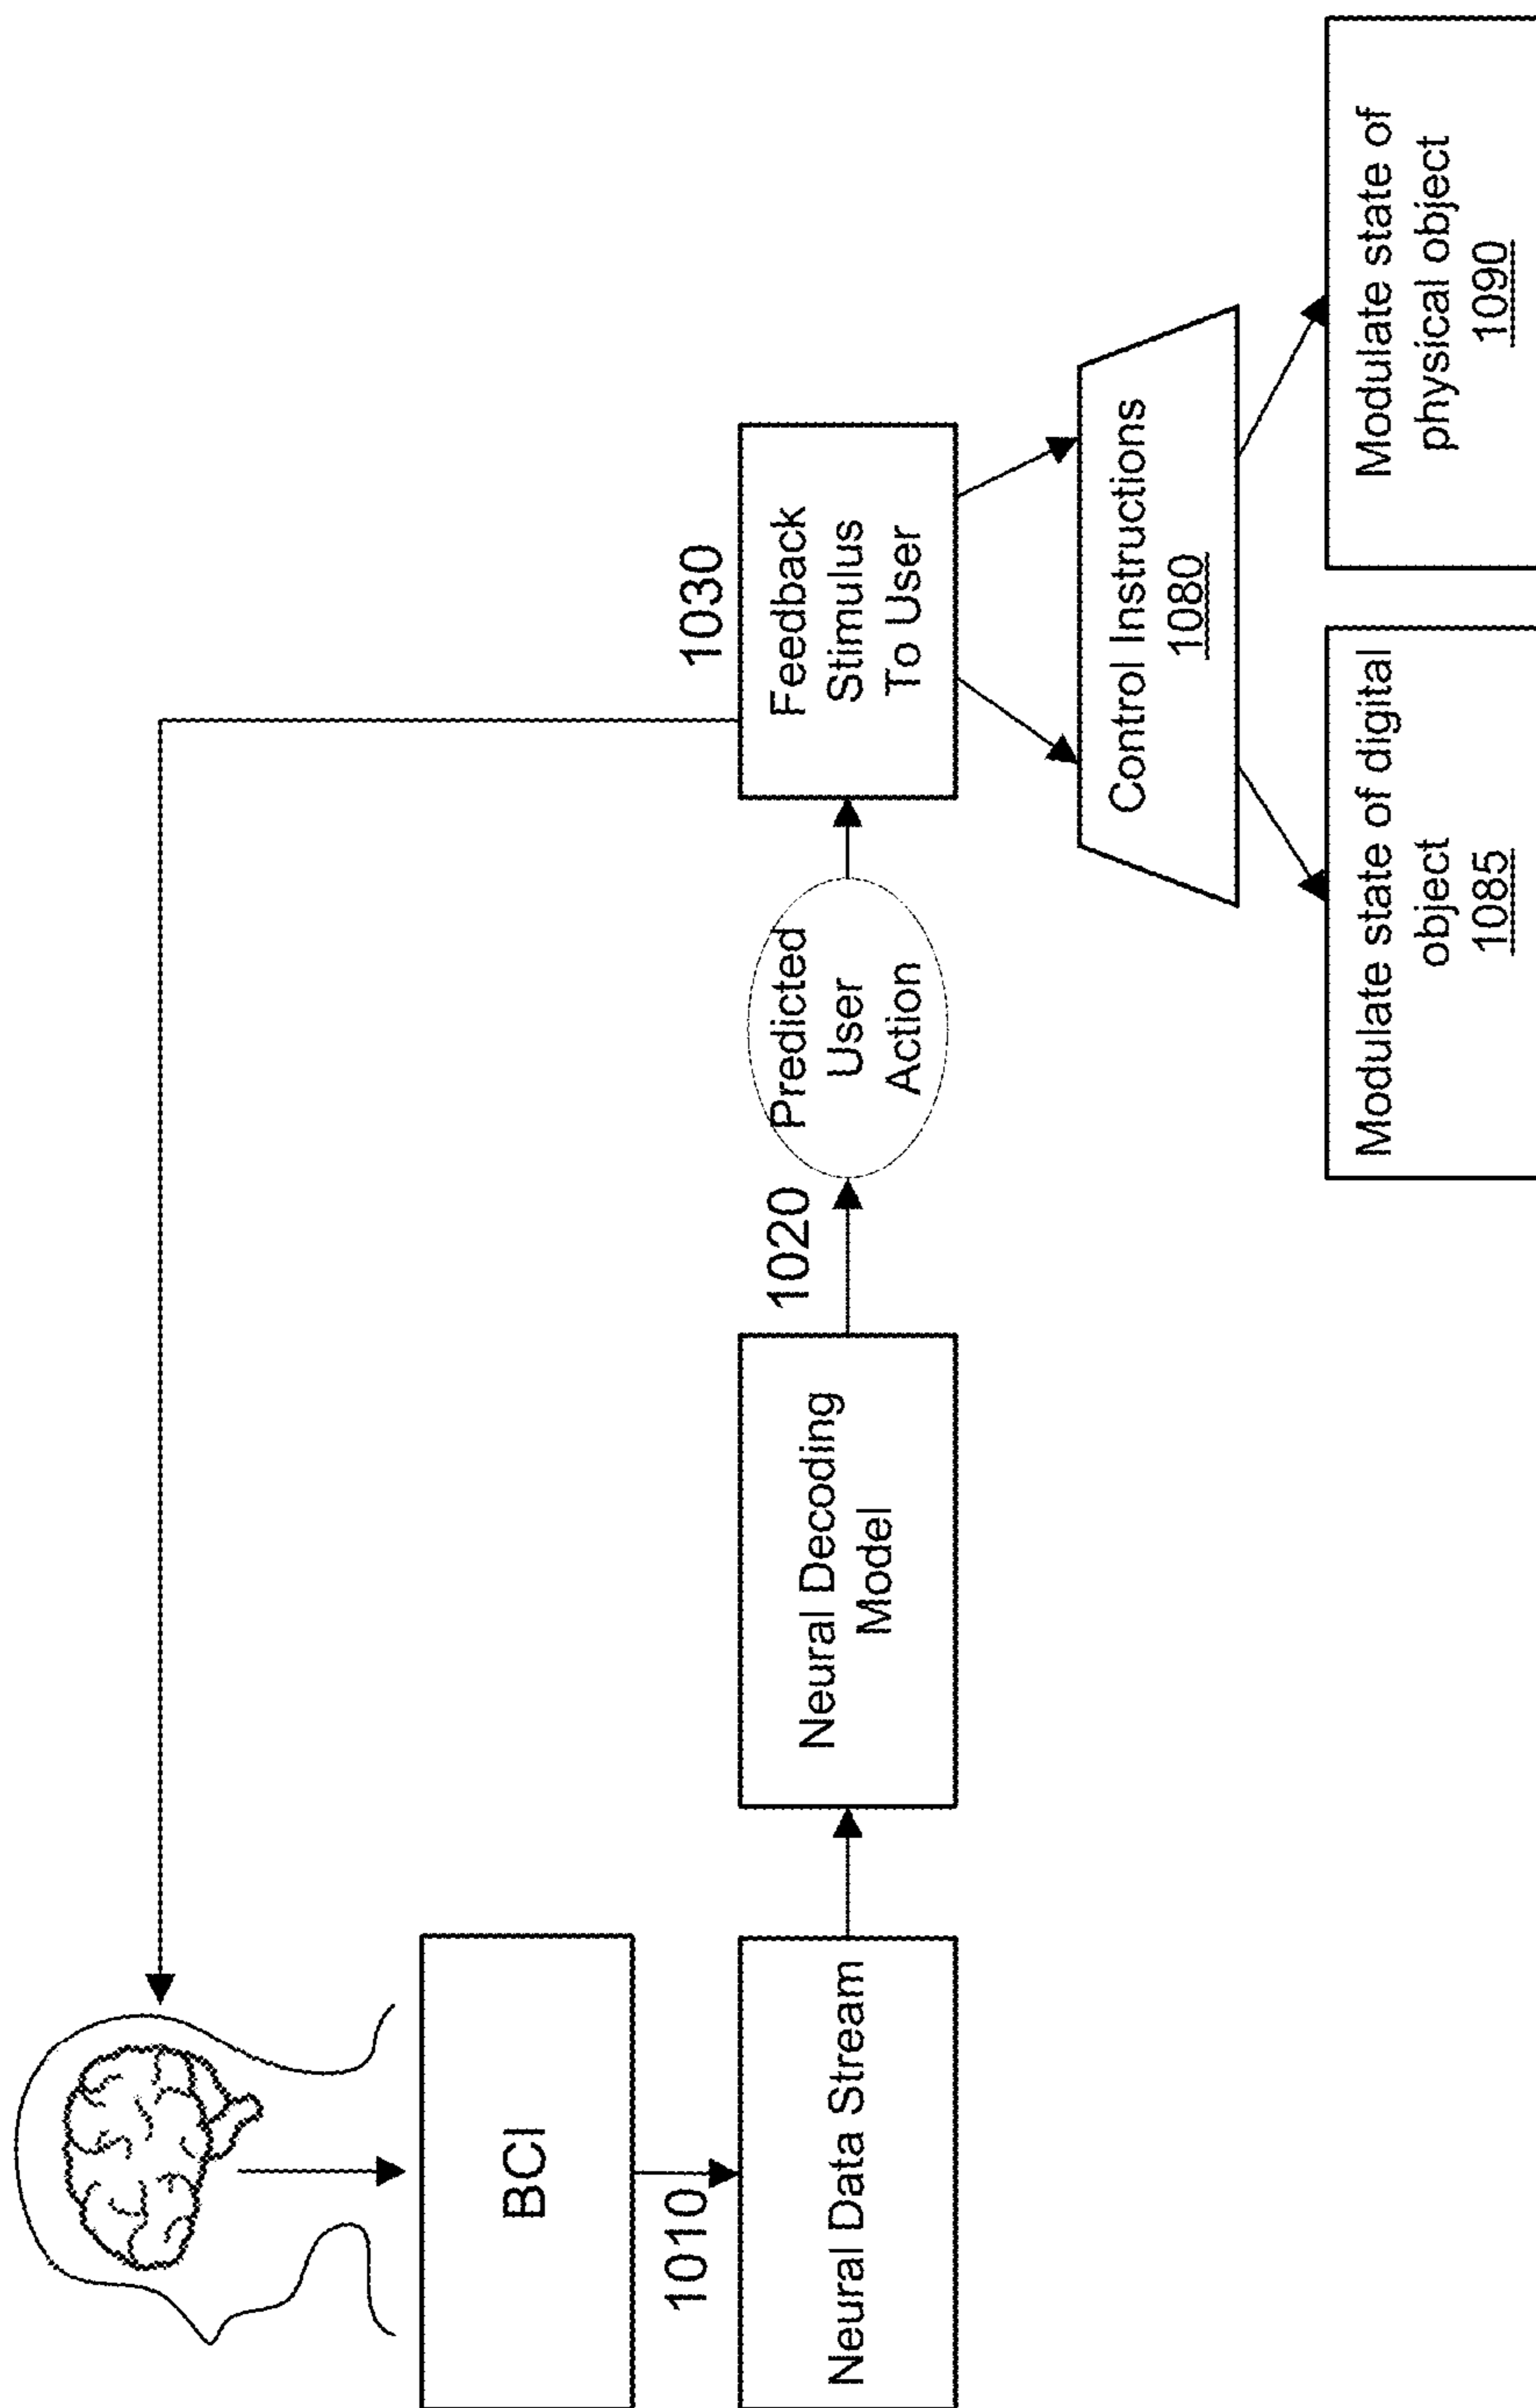 BCI
1010
Neural Data Stream
Neural Decoding
Model
1020
Predicted
User
Action
1030
Feedback
Stimulus
To User
Control Instructions
1080
Modulate state of digital
object
1085
Modulate state of
physical object
1090